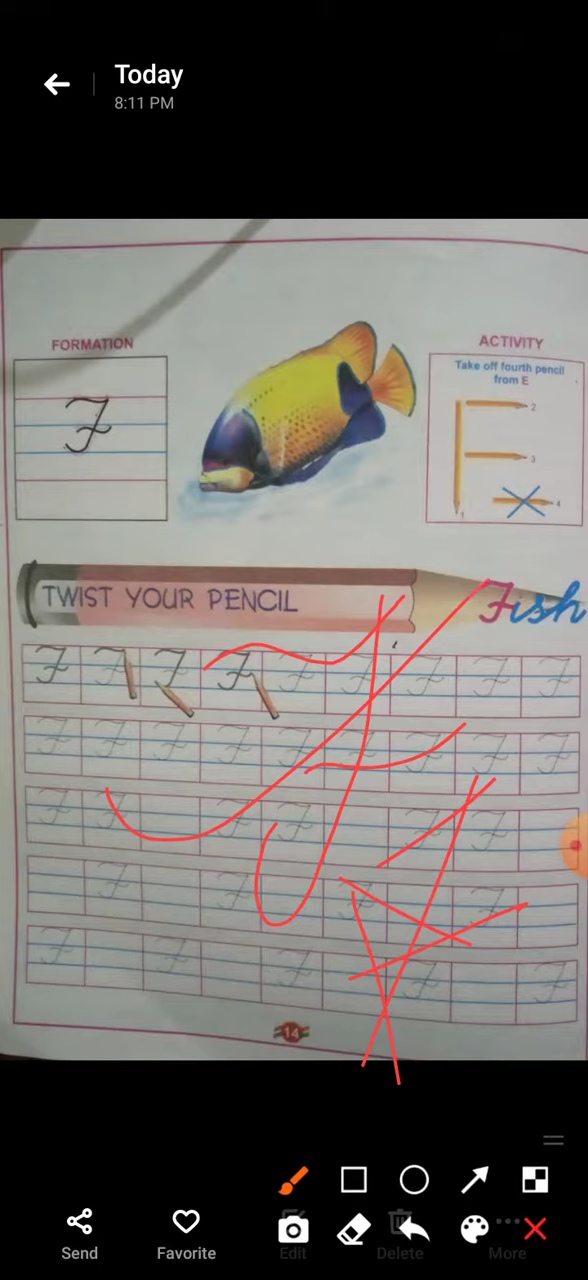 Today
8:11 PM
FORMATION
ACTIVITY
F
Take off fourth pencil
from E
2
3
1
4
TWIST YOUR PENCIL
Fish
F F F F F F F F F
F F F F F F F F F
F F F F F F
F F F F
F F F F F
14
Send
Favorite
Edit
Delete
More